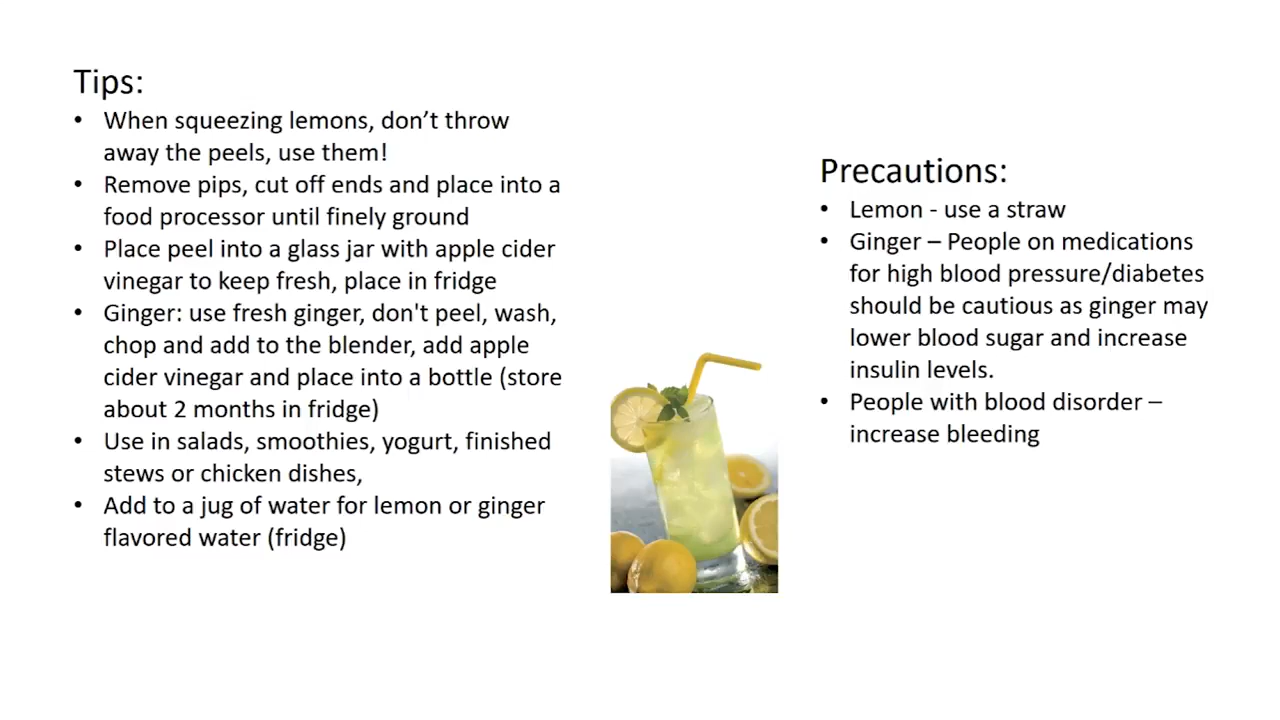 Tips:
• When squeezing lemons, don’t throw
away the peels, use them!
• Remove pips, cut off ends and place into a
food processor until finely ground
• Place peel into a glass jar with apple cider
vinegar to keep fresh, place in fridge
• Ginger: use fresh ginger, don't peel, wash,
chop and add to the blender, add apple
cider vinegar and place into a bottle (store
about 2 months in fridge)
• Use in salads, smoothies, yogurt, finished
stews or chicken dishes,
• Add to a jug of water for lemon or ginger
flavored water (fridge)
Precautions:
• Lemon - use a straw
• Ginger – People on medications
for high blood pressure/diabetes
should be cautious as ginger may
lower blood sugar and increase
insulin levels.
• People with blood disorder –
increase bleeding